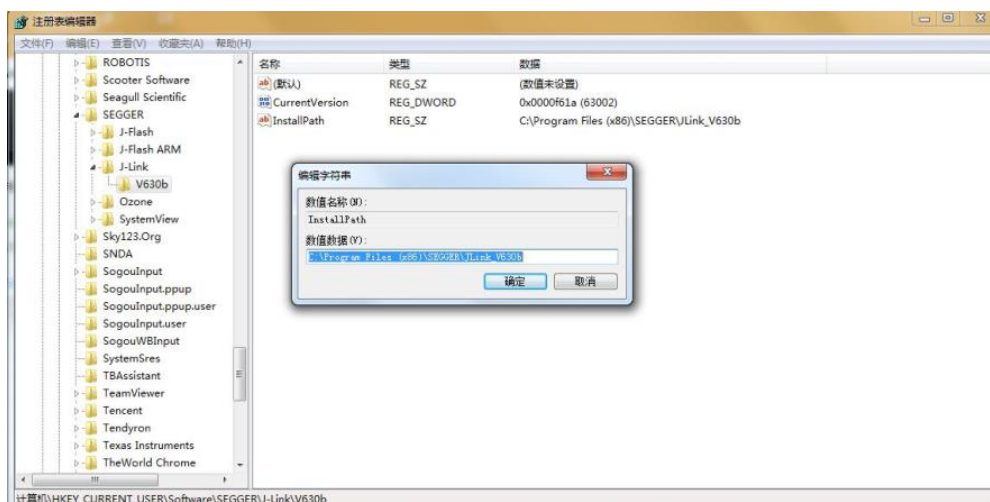 注册表编辑器
文件(F) 编辑(E) 查看(V) 收藏夹(A) 帮助(H)
ROBOTIS
Scooter Software
Seagull Scientific
SEGGER
J-Flash
J-Flash ARM
J-Link
V630b
Ozone
SystemView
Sky123.Org
SNDA
SogouInput
SogouInput.ppup
SogouInput.ppup.user
SogouInput.user
SogouWBInput
SystemSres
TBAssistant
TeamViewer
Tencent
Tendyron
Texas Instruments
TheWorld Chrome
名称 类型 数据
ab (默认) REG_SZ (数值未设置)
CurrentVersion REG_DWORD 0x0000f61a (63002)
ab InstallPath REG_SZ C:\Program Files (x86)\SEGGER\JLink_V630b
编辑字符串
数值名称(N):
InstallPath
数值数据(V):
C:\Program Files (x86)\SEGGER\JLink_V630b
确定 取消
计算机\HKEY_CURRENT_USER\Software\SEGGER\J-Link\V630b